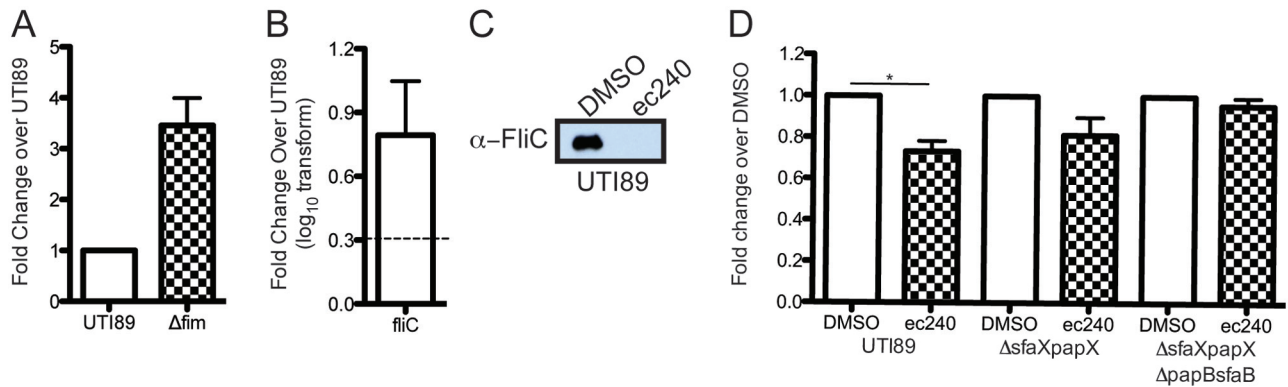 A
Fold Change Over UTI89
5
4
3
2
1
0
UTI89 Δfim
B
Fold Change Over UTI89
(log10 transform)
1.2
0.9
0.6
0.3
0.0
fliC
C
DMSO
ec240
α–FliC
UTI89
D
Fold change over DMSO
1.2
1.0
0.8
0.6
0.4
0.2
0.0
*
DMSO ec240 DMSO ec240 DMSO ec240
UTI89 ΔsfaXpapX ΔsfaXpapX
ΔpapBsfaB